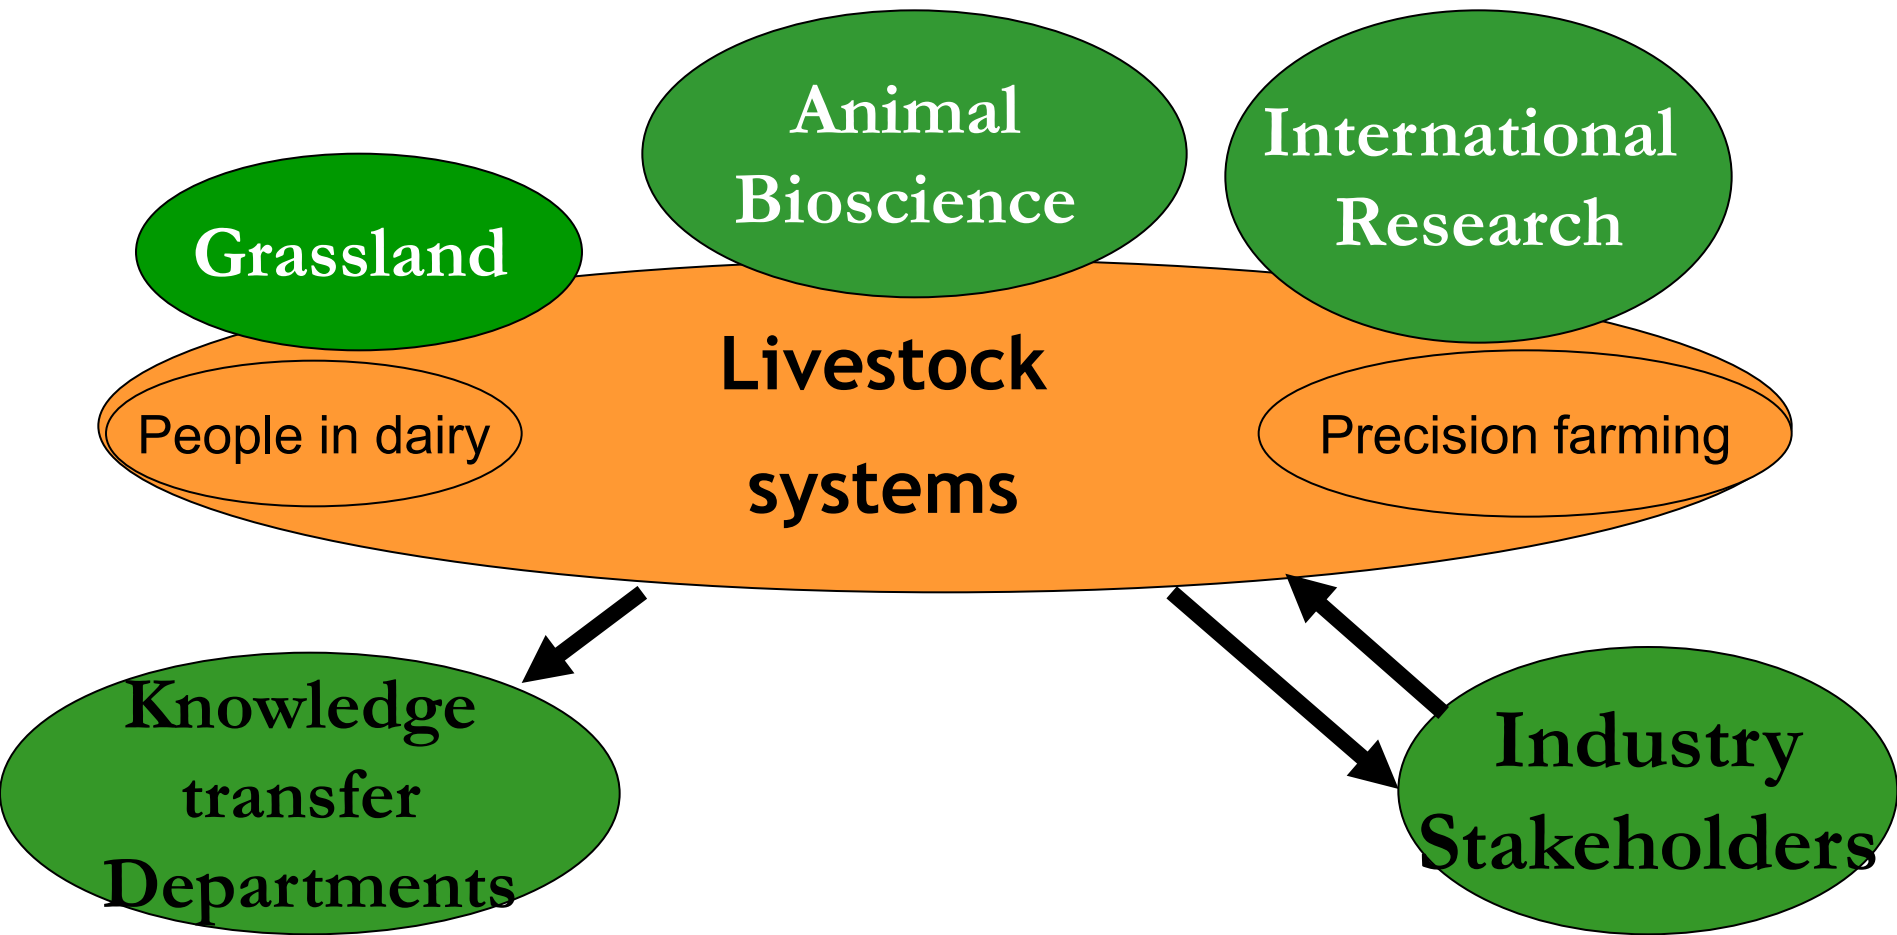 Animal
Bioscience
International
Research
Grassland
Livestock
systems
People in dairy
Precision farming
Knowledge
transfer
Departments
Industry
Stakeholders